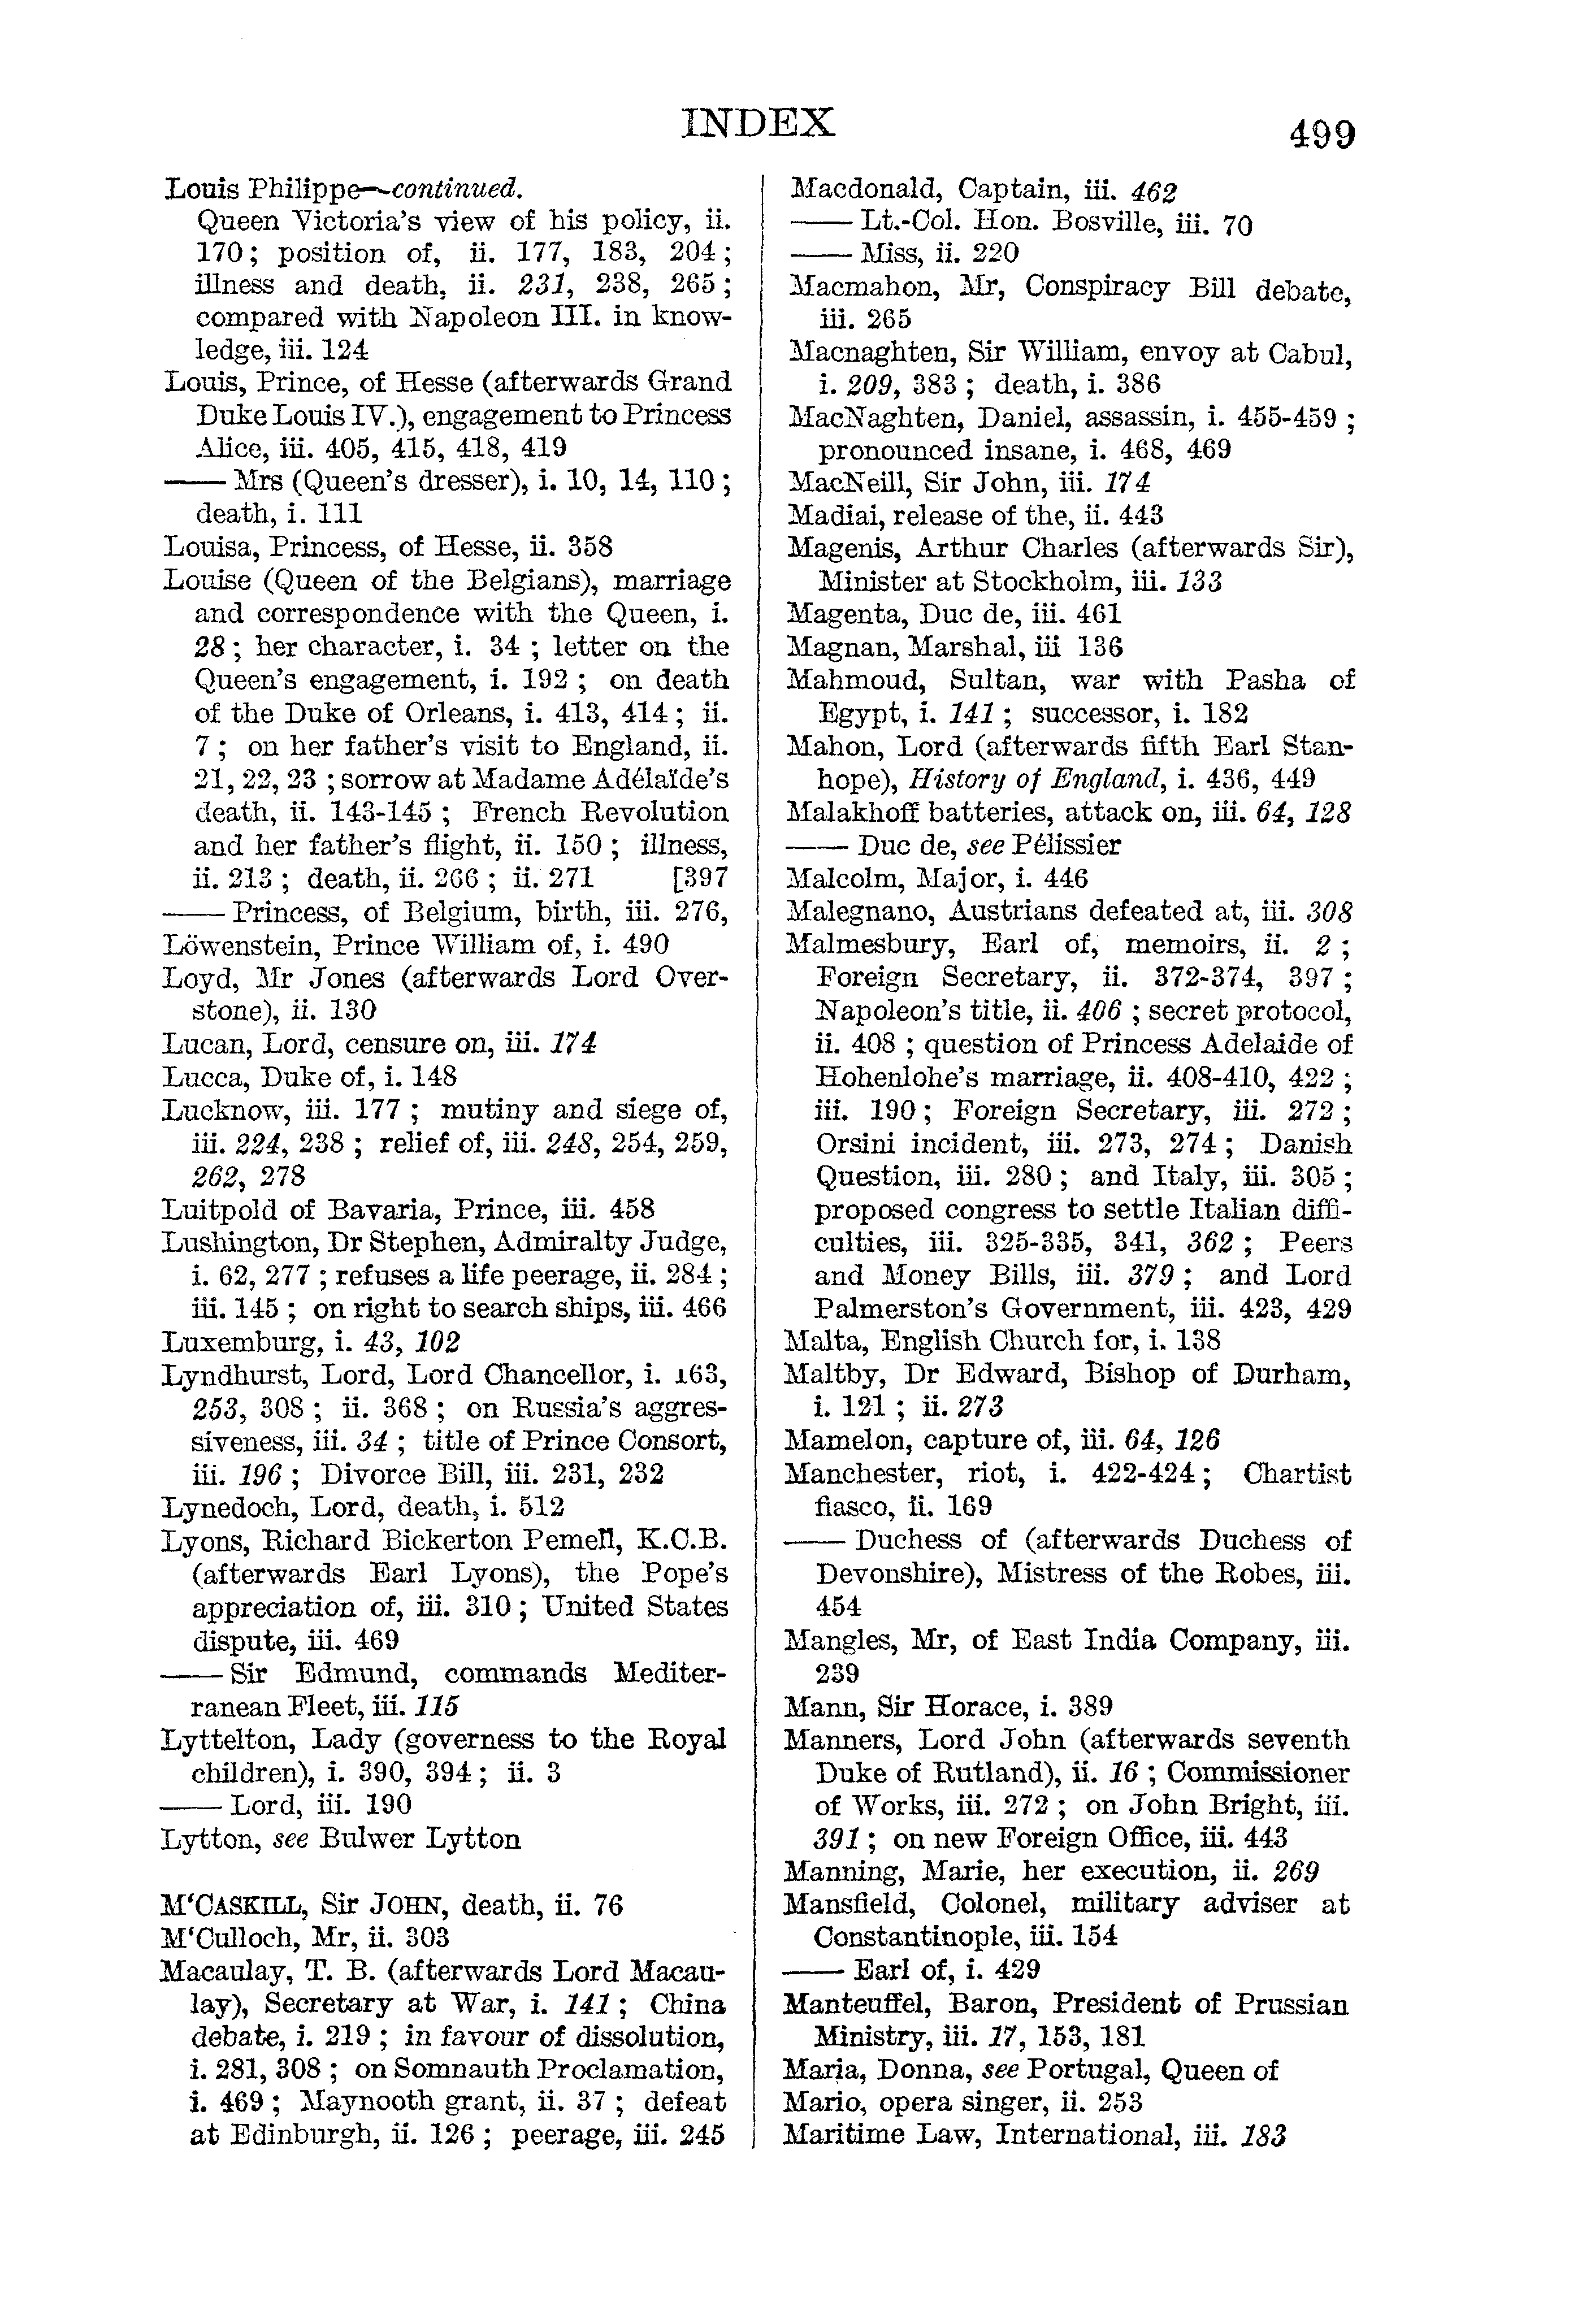 INDEX
499
Louis Philippe—continued.
Queen Victoria's view of his policy, ii.
170; position of, ii. 177, 183, 204;
illness and death, ii. 231, 238, 265;
compared with Napoleon III. in know-
ledge, iii. 124
Louis, Prince, of Hesse (afterwards Grand
Duke Louis IV.), engagement to Princess
Alice, iii. 405, 415, 418, 419
—— Mrs (Queen's dresser), i. 10, 14, 110;
death, i. 111
Louisa, Princess, of Hesse, ii. 358
Louise (Queen of the Belgians), marriage
and correspondence with the Queen, i.
28; her character, i. 34; letter on the
Queen's engagement, i. 192; on death
of the Duke of Orleans, i. 413, 414; ii.
7; on her father's visit to England, ii.
21, 22, 23; sorrow at Madame Adélaïde's
death, ii. 143-145; French Revolution
and her father's flight, ii. 150; illness,
ii. 213; death, ii. 266; ii. 271 [397
—— Princess, of Belgium, birth, iii. 276,
Löwenstein, Prince William of, i. 490
Loyd, Mr Jones (afterwards Lord Over-
stone), ii. 130
Lucan, Lord, censure on, iii. 174
Lucca, Duke of, i. 148
Lucknow, iii. 177; mutiny and siege of,
iii. 224, 238; relief of, iii. 248, 254, 259,
262, 278
Luitpold of Bavaria, Prince, iii. 458
Lushington, Dr Stephen, Admiralty Judge,
i. 62, 277; refuses a life peerage, ii. 284;
iii. 145; on right to search ships, iii. 466
Luxemburg, i. 43, 102
Lyndhurst, Lord, Lord Chancellor, i. 163,
253, 308; ii. 368; on Russia's aggres-
siveness, iii. 34; title of Prince Consort,
iii. 196; Divorce Bill, iii. 231, 232
Lynedoch, Lord, death, i. 512
Lyons, Richard Bickerton Pemell, K.C.B.
(afterwards Earl Lyons), the Pope's
appreciation of, iii. 310; United States
dispute, iii. 469
—— Sir Edmund, commands Mediter-
ranean Fleet, iii. 115
Lyttelton, Lady (governess to the Royal
children), i. 390, 394; ii. 3
—— Lord, iii. 190
Lytton, see Bulwer Lytton
M'CASKILL, Sir JOHN, death, ii. 76
M'Culloch, Mr, ii. 303
Macaulay, T. B. (afterwards Lord Macau-
lay), Secretary at War, i. 141; China
debate, i. 219; in favour of dissolution,
i. 281, 308; on Somnauth Proclamation,
i. 469; Maynooth grant, ii. 37; defeat
at Edinburgh, ii. 126; peerage, iii. 245
Macdonald, Captain, iii. 462
—— Lt.-Col. Hon. Bosville, iii. 70
—— Miss, ii. 220
Macmahon, Mr, Conspiracy Bill debate,
iii. 265
Macnaghten, Sir William, envoy at Cabul,
i. 209, 383; death, i. 386
MacNaghten, Daniel, assassin, i. 455-459;
pronounced insane, i. 468, 469
MacNeill, Sir John, iii. 174
Madiai, release of the, ii. 443
Magenis, Arthur Charles (afterwards Sir),
Minister at Stockholm, iii. 133
Magenta, Duc de, iii. 461
Magnan, Marshal, iii 136
Mahmoud, Sultan, war with Pasha of
Egypt, i. 141; successor, i. 182
Mahon, Lord (afterwards fifth Earl Stan-
hope), History of England, i. 436, 449
Malakhoff batteries, attack on, iii. 64, 128
—— Duc de, see Pélissier
Malcolm, Major, i. 446
Malegnano, Austrians defeated at, iii. 308
Malmesbury, Earl of, memoirs, ii. 2;
Foreign Secretary, ii. 372-374, 397;
Napoleon's title, ii. 406; secret protocol,
ii. 408; question of Princess Adelaide of
Hohenlohe's marriage, ii. 408-410, 422;
iii. 190; Foreign Secretary, iii. 272;
Orsini incident, iii. 273, 274; Danish
Question, iii. 280; and Italy, iii. 305;
proposed congress to settle Italian diffi-
culties, iii. 325-335, 341, 362; Peers
and Money Bills, iii. 379; and Lord
Palmerston's Government, iii. 423, 429
Malta, English Church for, i. 138
Maltby, Dr Edward, Bishop of Durham,
i. 121; ii. 273
Mamelon, capture of, iii. 64, 126
Manchester, riot, i. 422-424; Chartist
fiasco, ii. 169
—— Duchess of (afterwards Duchess of
Devonshire), Mistress of the Robes, iii.
454
Mangles, Mr, of East India Company, iii.
239
Mann, Sir Horace, i. 389
Manners, Lord John (afterwards seventh
Duke of Rutland), ii. 16; Commissioner
of Works, iii. 272; on John Bright, iii.
391; on new Foreign Office, iii. 443
Manning, Marie, her execution, ii. 269
Mansfield, Colonel, military adviser at
Constantinople, iii. 154
—— Earl of, i. 429
Manteuffel, Baron, President of Prussian
Ministry, iii. 17, 153, 181
Maria, Donna, see Portugal, Queen of
Mario, opera singer, ii. 253
Maritime Law, International, iii. 183